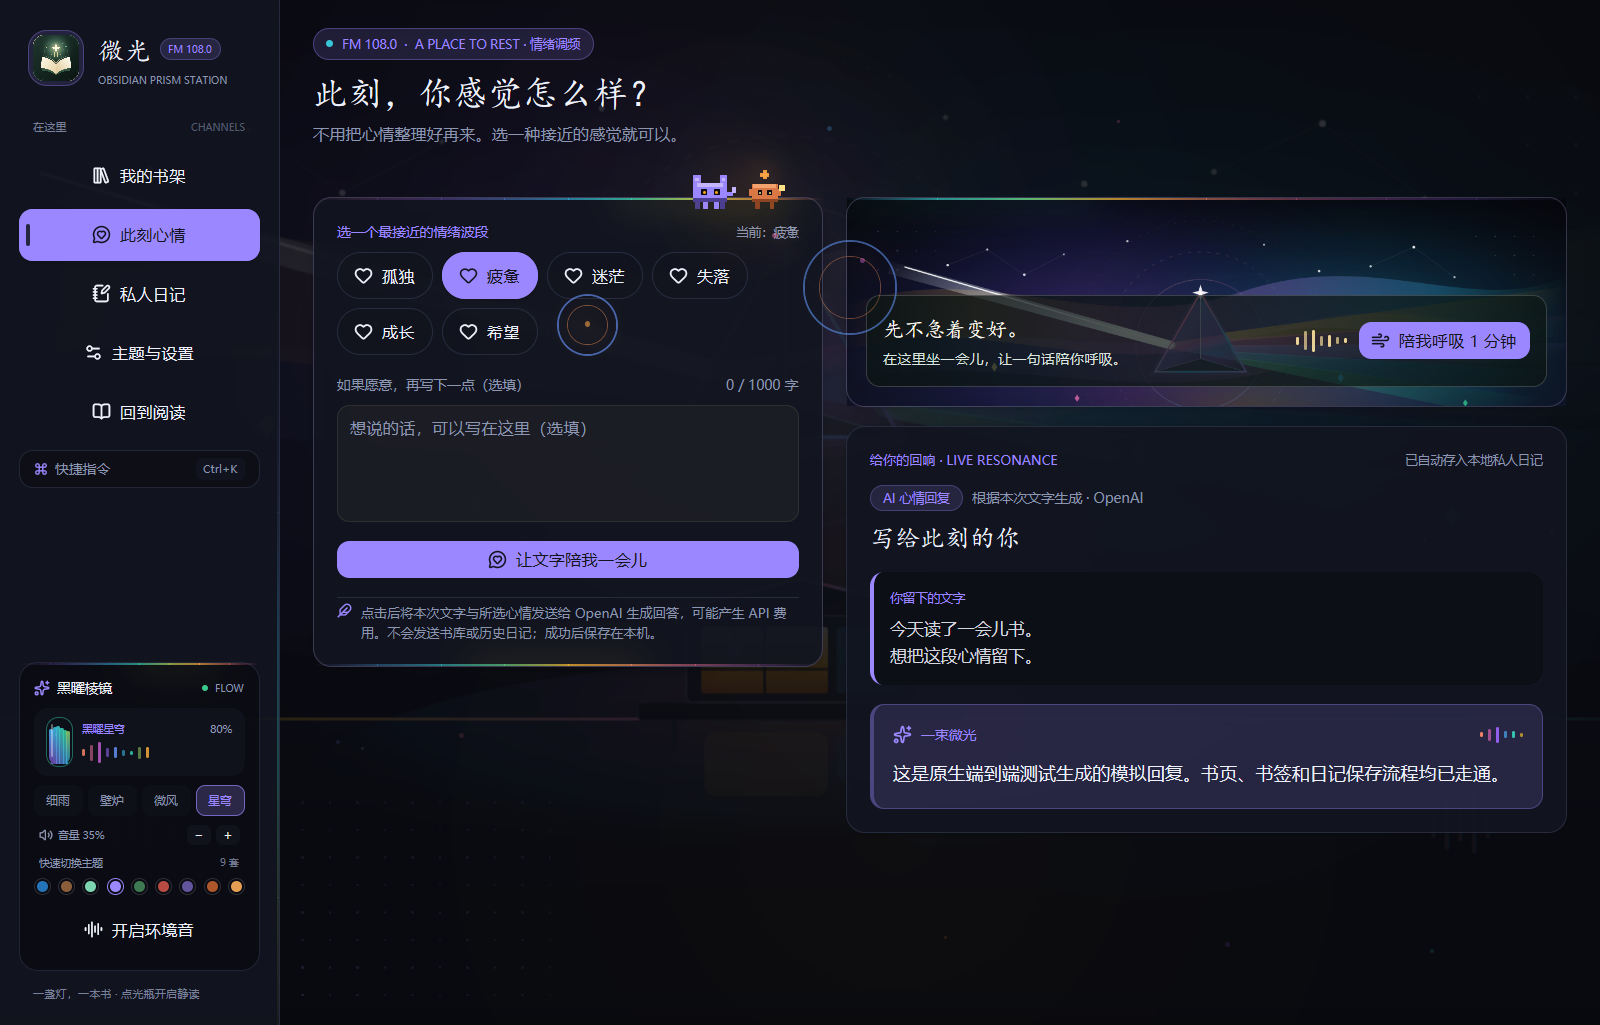 微光
FM 108.0
OBSIDIAN PRISM STATION
在这里
CHANNELS
我的书架
此刻心情
私人日记
主题与设置
回到阅读
快捷指令
Ctrl+K
黑曜棱镜
FLOW
黑曜星穹
80%
细雨
壁炉
微风
星穹
音量 35%
−
+
快速切换主题
9 套
开启环境音
一盏灯，一本书 · 点光瓶开启静读
FM 108.0 · A PLACE TO REST · 情绪调频
此刻，你感觉怎么样？
不用把心情整理好再来。选一种接近的感觉就可以。
选一个最接近的情绪波段
当前：疲惫
孤独
疲惫
迷茫
失落
成长
希望
如果愿意，再写下一点（选填）
0 / 1000 字
想说的话，可以写在这里（选填）
让文字陪我一会儿
点击后将本次文字与所选心情发送给 OpenAI 生成回答，可能产生 API 费
用。不会发送书库或历史日记；成功后保存在本机。
先不急着变好。
在这里坐一会儿，让一句话陪你呼吸。
陪我呼吸 1 分钟
给你的回响 · LIVE RESONANCE
已自动存入本地私人日记
AI 心情回复
根据本次文字生成 · OpenAI
写给此刻的你
你留下的文字
今天读了一会儿书。
想把这段心情留下。
一束微光
这是原生端到端测试生成的模拟回复。书页、书签和日记保存流程均已走通。